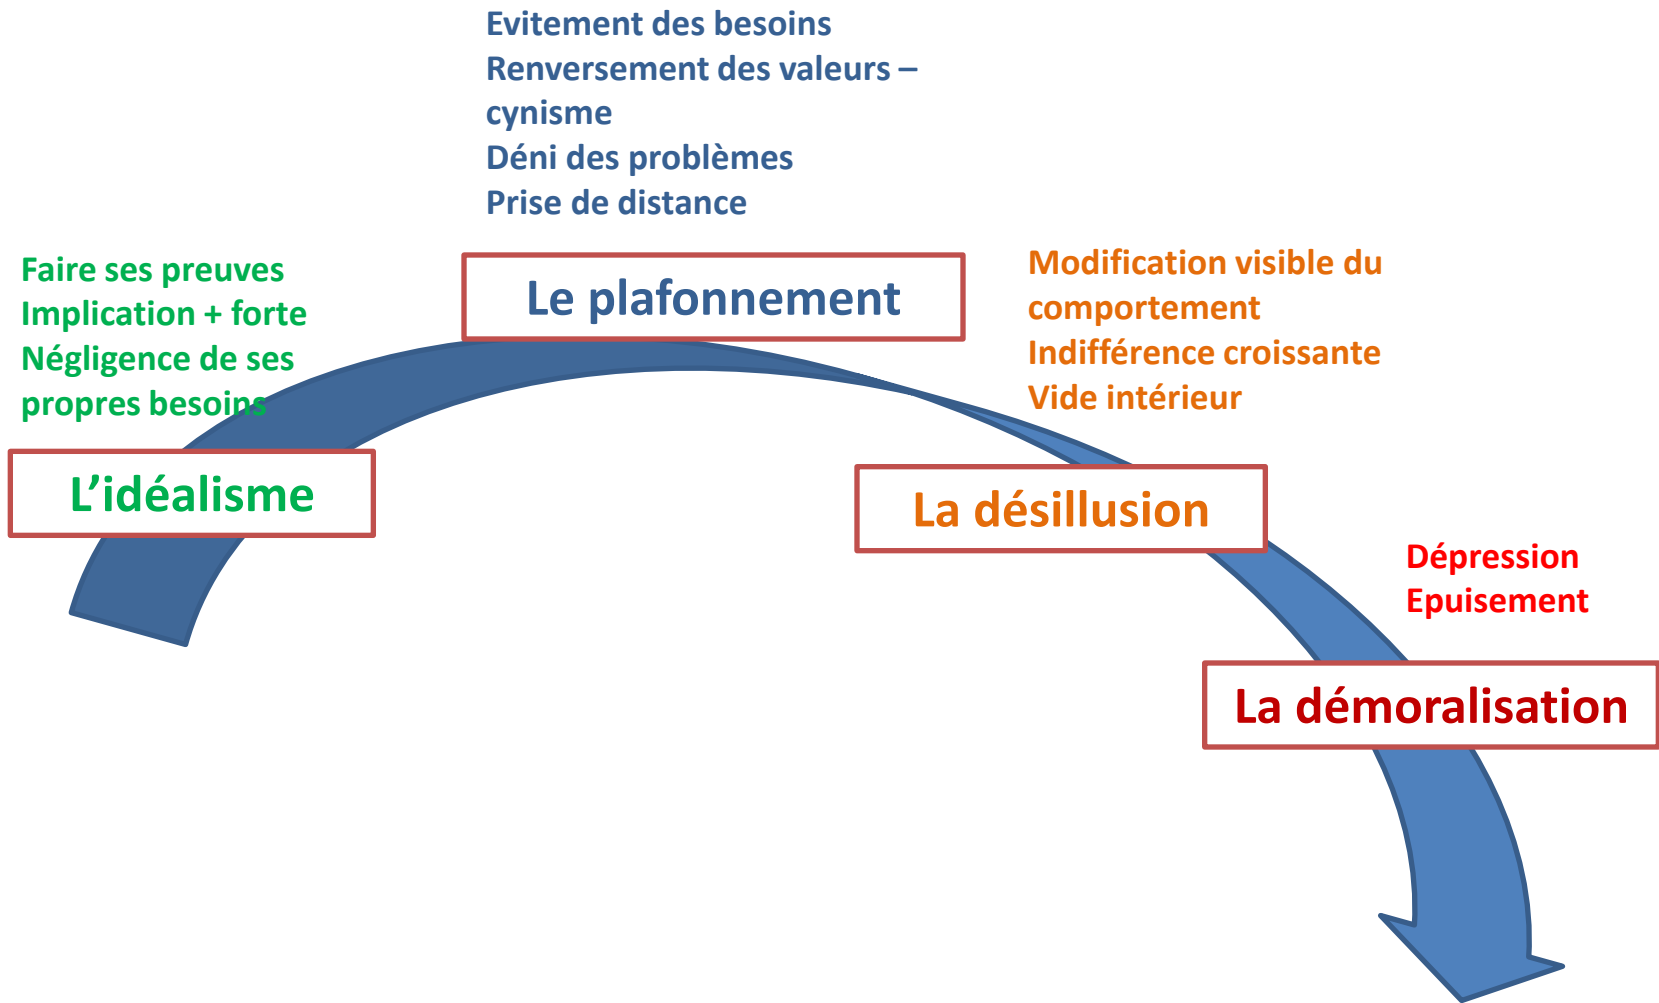 Evitement des besoins
Renversement des valeurs –
cynisme
Déni des problèmes
Prise de distance
Faire ses preuves
Implication + forte
Négligence de ses
propres besoins
Le plafonnement
Modification visible du
comportement
Indifférence croissante
Vide intérieur
L’idéalisme
La désillusion
Dépression
Epuisement
La démoralisation